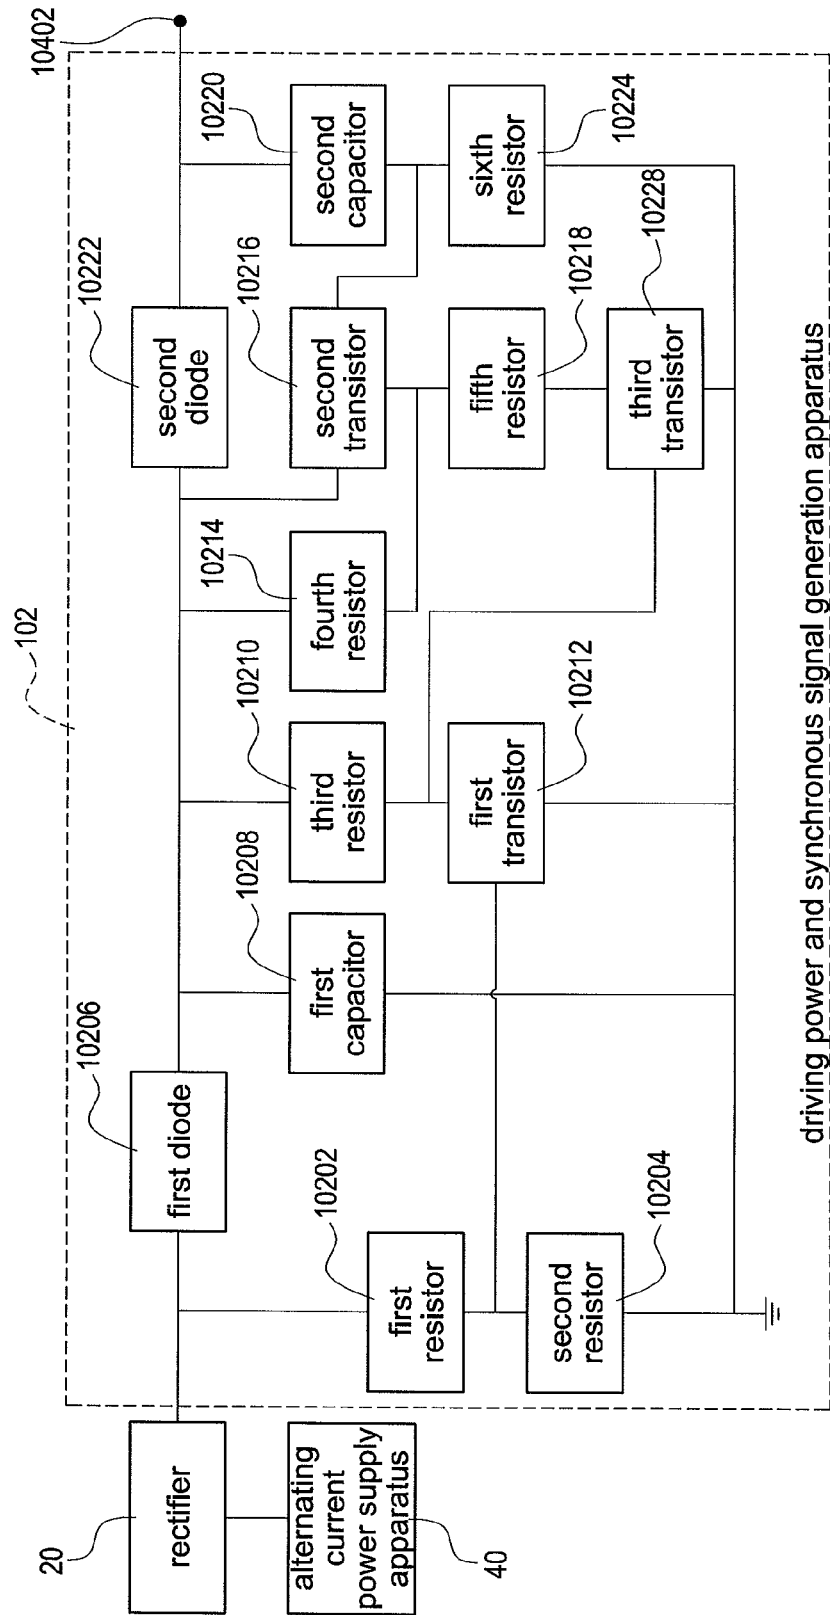 102
10402
10206
first diode
10222
second
diode
10208
first
capacitor
10210
third
resistor
10214
fourth
resistor
10216
second
transistor
10220
second
capacitor
20
rectifier
40
alternating
current
power supply
apparatus
10202
first
resistor
10204
second
resistor
10212
first
transistor
10218
fifth
resistor
10224
sixth
resistor
10228
third
transistor
driving power and synchronous signal generation apparatus